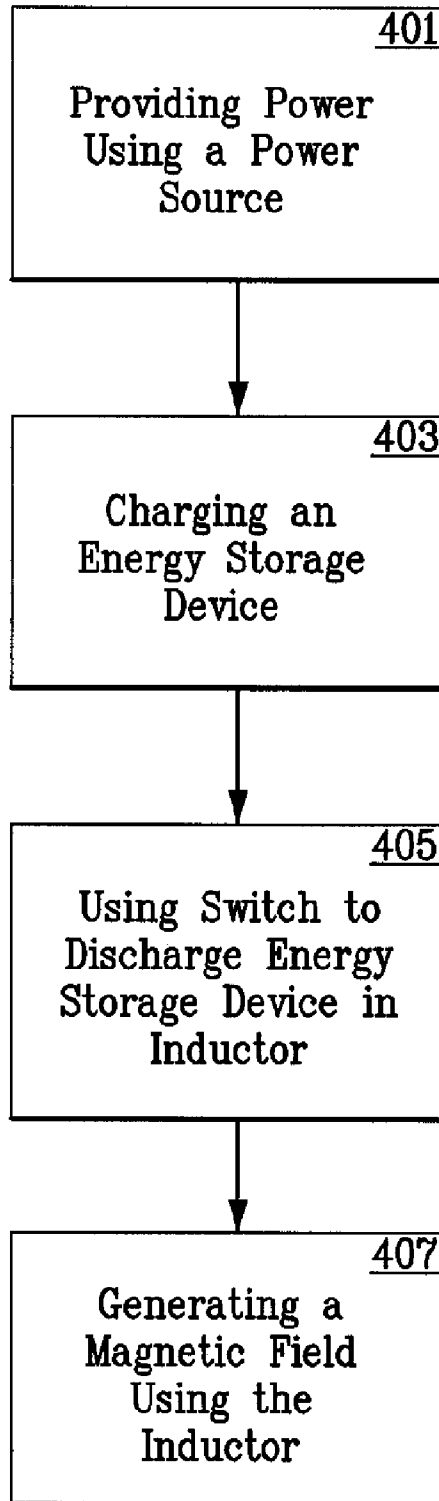 401
Providing Power
Using a Power
Source
403
Charging an
Energy Storage
Device
405
Using Switch to
Discharge Energy
Storage Device in
Inductor
407
Generating a
Magnetic Field
Using the
Inductor